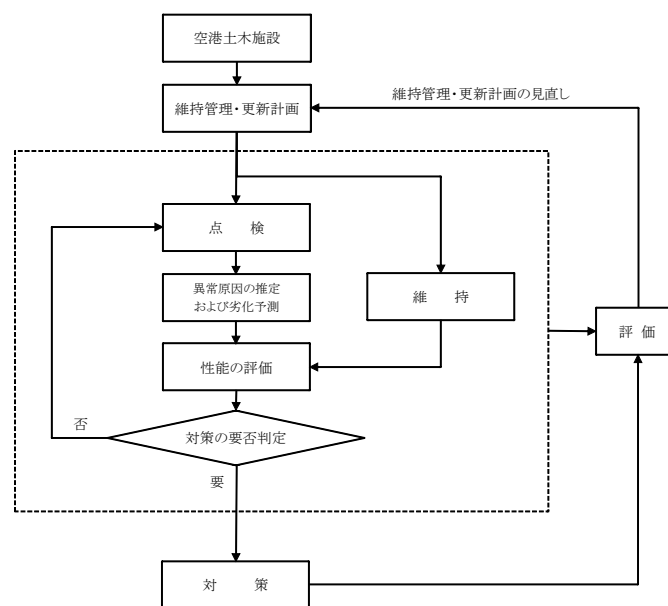 空港土木施設
維持管理・更新計画
維持管理・更新計画の見直し
点　　検
異常原因の推定
および劣化予測
維　　持
評 価
性能の評価
否
対策の要否判定
要
対　　策